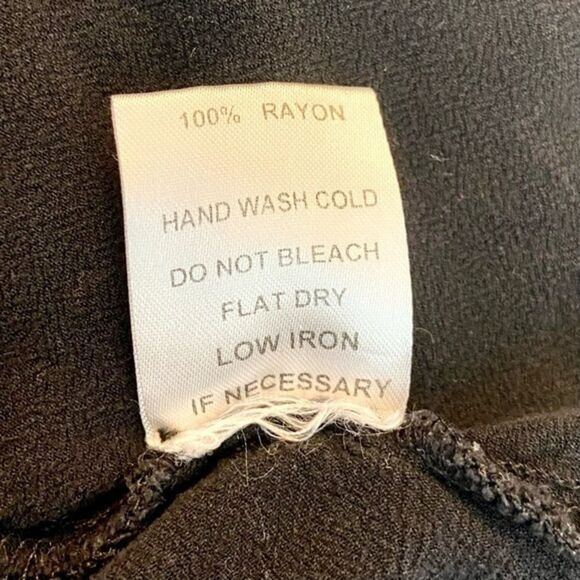 100% RAYON
HAND WASH COLD
DO NOT BLEACH
FLAT DRY
LOW IRON
IF NECESSARY